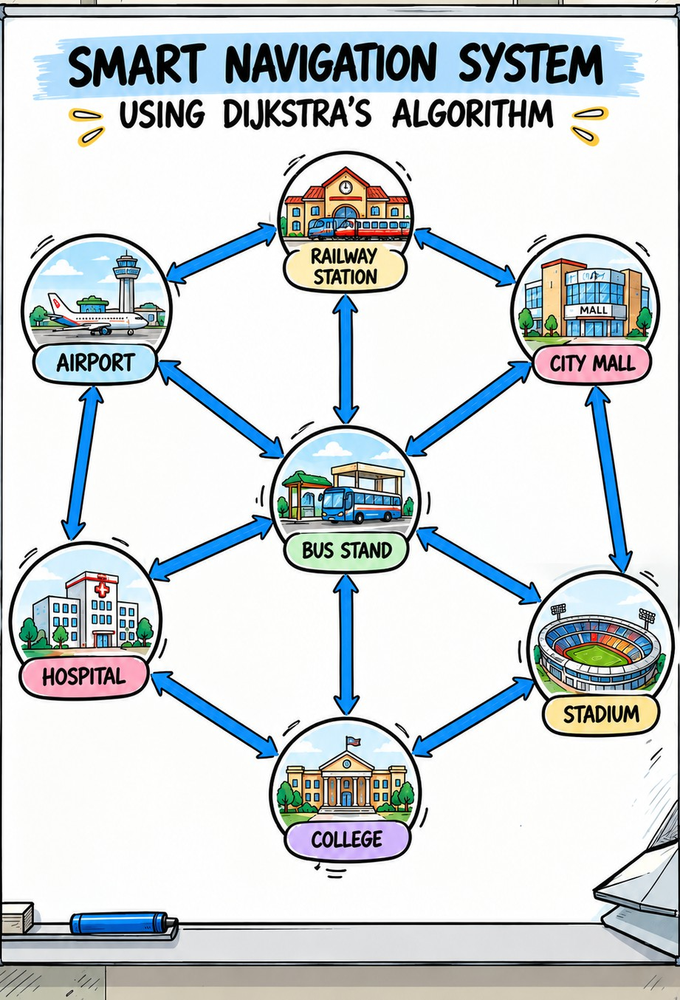 SMART NAVIGATION SYSTEM
USING DIJKSTRA'S ALGORITHM
RAILWAY
STATION
AIRPORT
MALL
CITY MALL
BUS STAND
HOSPITAL
STADIUM
COLLEGE